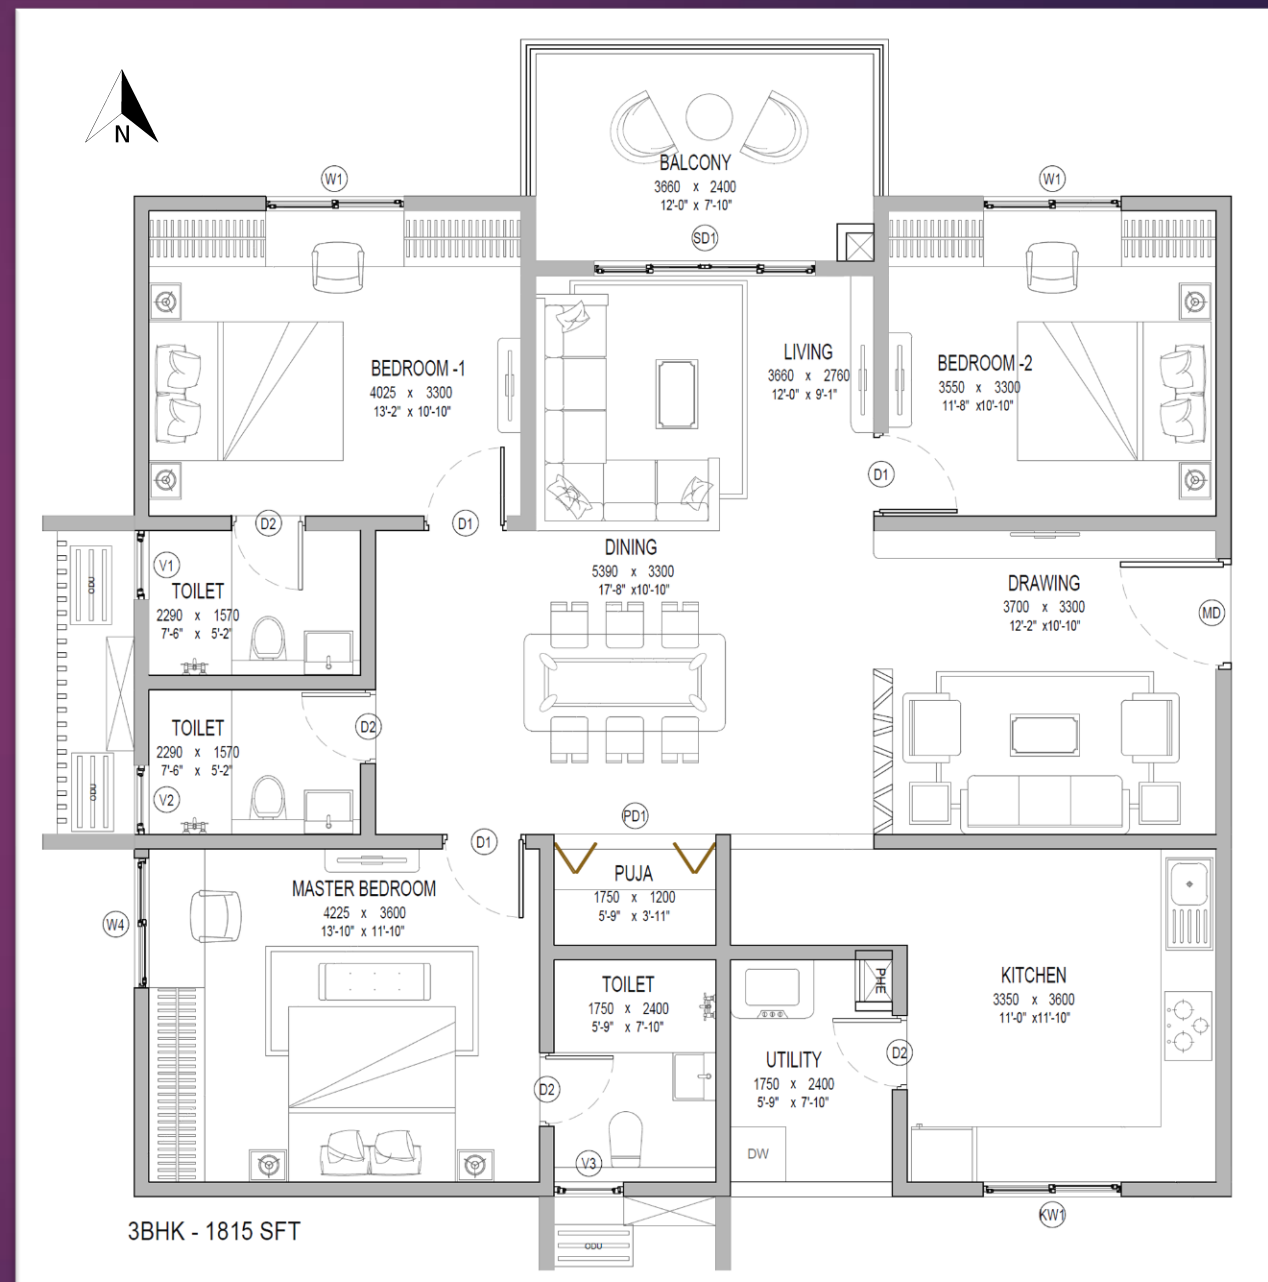 N
W1
W1
BALCONY
3660 x 2400
12'-0" x 7'-10"
SD1
BEDROOM -1
4025 x 3300
13'-2" x 10'-10"
LIVING
3660 x 2760
12'-0" x 9'-1"
BEDROOM -2
3550 x 3300
11'-8" x10'-10"
D1
D2
D1
V1
TOILET
2290 x 1570
7'-6" x 5'-2"
ODU
DINING
5390 x 3300
17'-8" x10'-10"
DRAWING
3700 x 3300
12'-2" x10'-10"
MD
TOILET
2290 x 1570
7'-6" x 5'-2"
D2
V2
ODU
PD1
D1
PUJA
1750 x 1200
5'-9" x 3'-11"
MASTER BEDROOM
4225 x 3600
13'-10" x 11'-10"
W4
TOILET
1750 x 2400
5'-9" x 7'-10"
PHE
KITCHEN
3350 x 3600
11'-0" x11'-10"
UTILITY
1750 x 2400
5'-9" x 7'-10"
D2
D2
DW
V3
KW1
ODU
3BHK - 1815 SFT